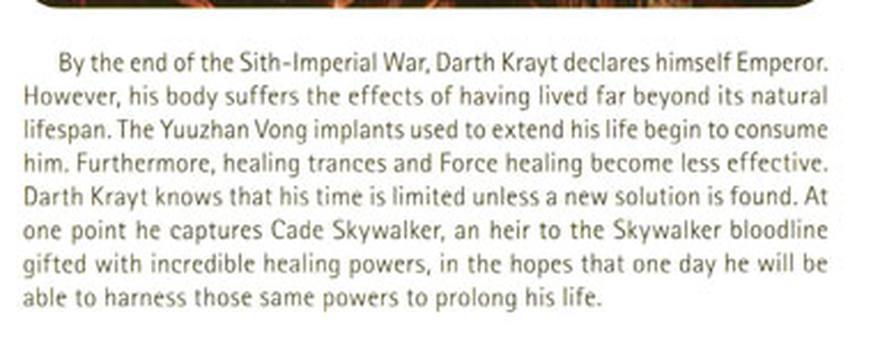 By the end of the Sith-Imperial War, Darth Krayt declares himself Emperor.
However, his body suffers the effects of having lived far beyond its natural
lifespan. The Yuuzhan Vong implants used to extend his life begin to consume
him. Furthermore, healing trances and Force healing become less effective.
Darth Krayt knows that his time is limited unless a new solution is found. At
one point he captures Cade Skywalker, an heir to the Skywalker bloodline
gifted with incredible healing powers, in the hopes that one day he will be
able to harness those same powers to prolong his life.